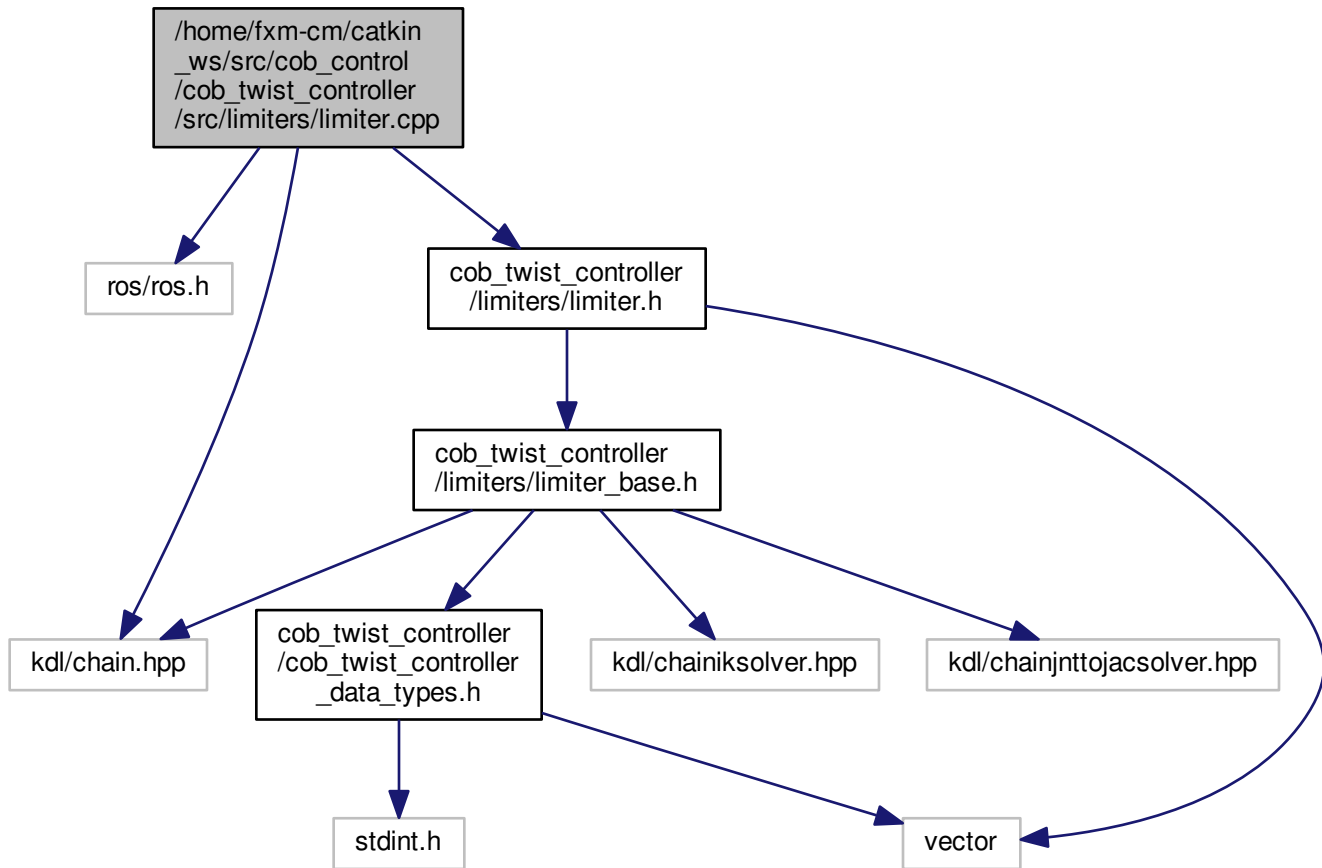 /home/fxm-cm/catkin
_ws/src/cob_control
/cob_twist_controller
/src/limiters/limiter.cpp
ros/ros.h
cob_twist_controller
/limiters/limiter.h
cob_twist_controller
/limiters/limiter_base.h
kdl/chain.hpp
cob_twist_controller
/cob_twist_controller
_data_types.h
kdl/chainiksolver.hpp
kdl/chainjnttojacsolver.hpp
stdint.h
vector